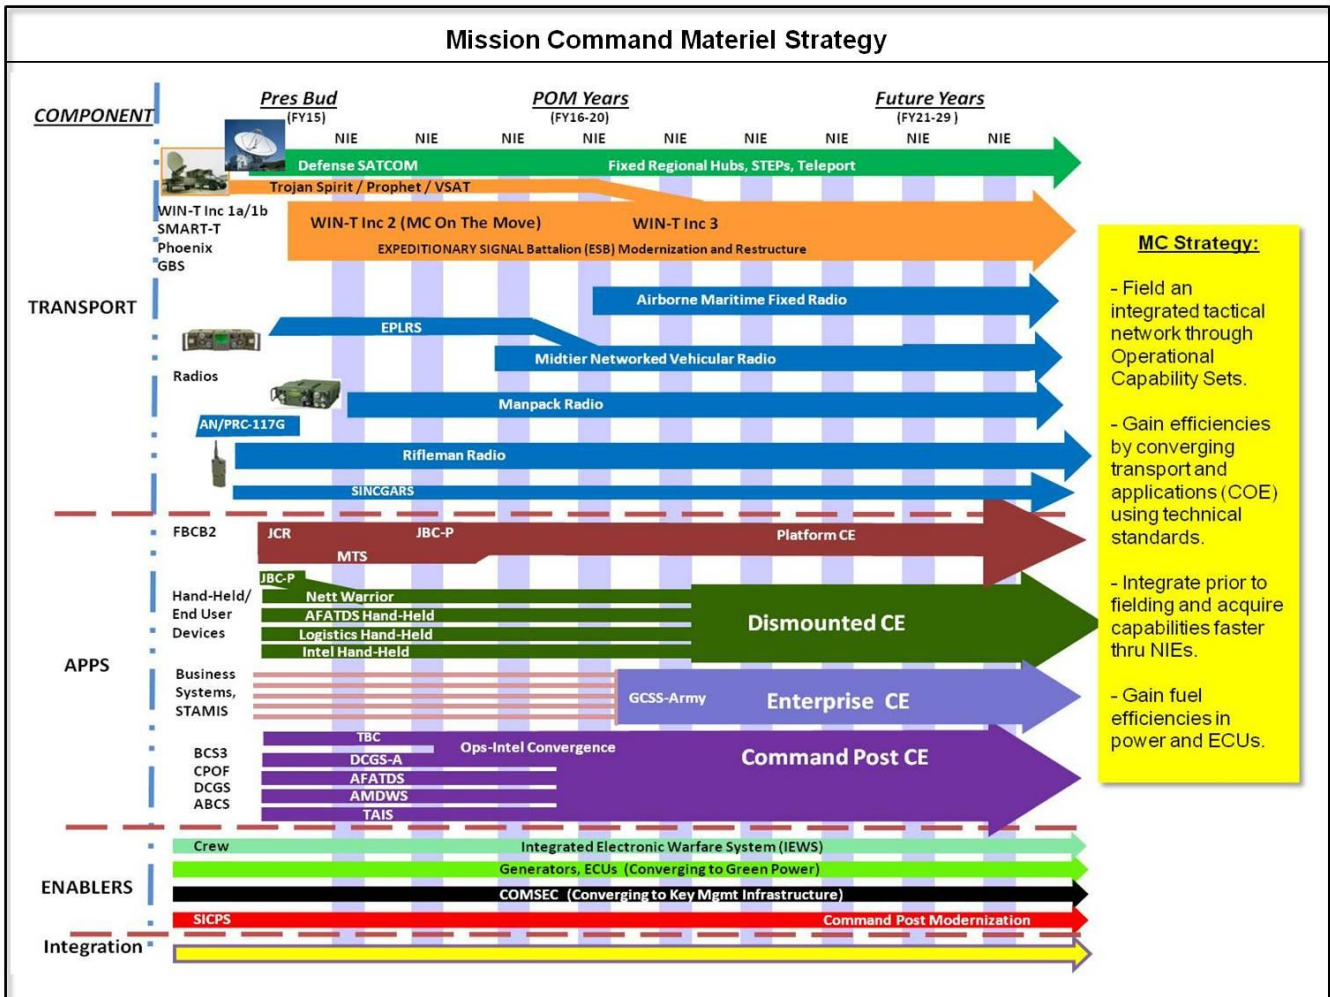 Mission Command Materiel Strategy
COMPONENT
Pres Bud
(FY15)
POM Years
(FY16-20)
Future Years
(FY21-29 )
NIE NIE NIE NIE NIE NIE NIE NIE NIE
Defense SATCOM
Fixed Regional Hubs, STEPs, Teleport
Trojan Spirit / Prophet / VSAT
WIN-T Inc 1a/1b
SMART-T
Phoenix
GBS
WIN-T Inc 2 (MC On The Move)
WIN-T Inc 3
EXPEDITIONARY SIGNAL Battalion (ESB) Modernization and Restructure
TRANSPORT
Airborne Maritime Fixed Radio
EPLRS
Midtier Networked Vehicular Radio
Radios
Manpack Radio
AN/PRC-117G
Rifleman Radio
SINCGARS
FBCB2
JCR
JBC-P
Platform CE
MTS
APPS
Hand-Held/
End User
Devices
JBC-P
Nett Warrior
AFATDS Hand-Held
Logistics Hand-Held
Intel Hand-Held
Dismounted CE
Business
Systems,
STAMIS
GCSS-Army
Enterprise CE
BCS3
CPOF
DCGS
ABCS
TBC
Ops-Intel Convergence
DCGS-A
AFATDS
AMDWS
TAIS
Command Post CE
ENABLERS
Crew
Integrated Electronic Warfare System (IEWS)
Generators, ECUs (Converging to Green Power)
COMSEC (Converging to Key Mgmt Infrastructure)
SICPS
Command Post Modernization
Integration
MC Strategy:
- Field an
integrated tactical
network through
Operational
Capability Sets.
- Gain efficiencies
by converging
transport and
applications (COE)
using technical
standards.
- Integrate prior to
fielding and acquire
capabilities faster
thru NIEs.
- Gain fuel
efficiencies in
power and ECUs.